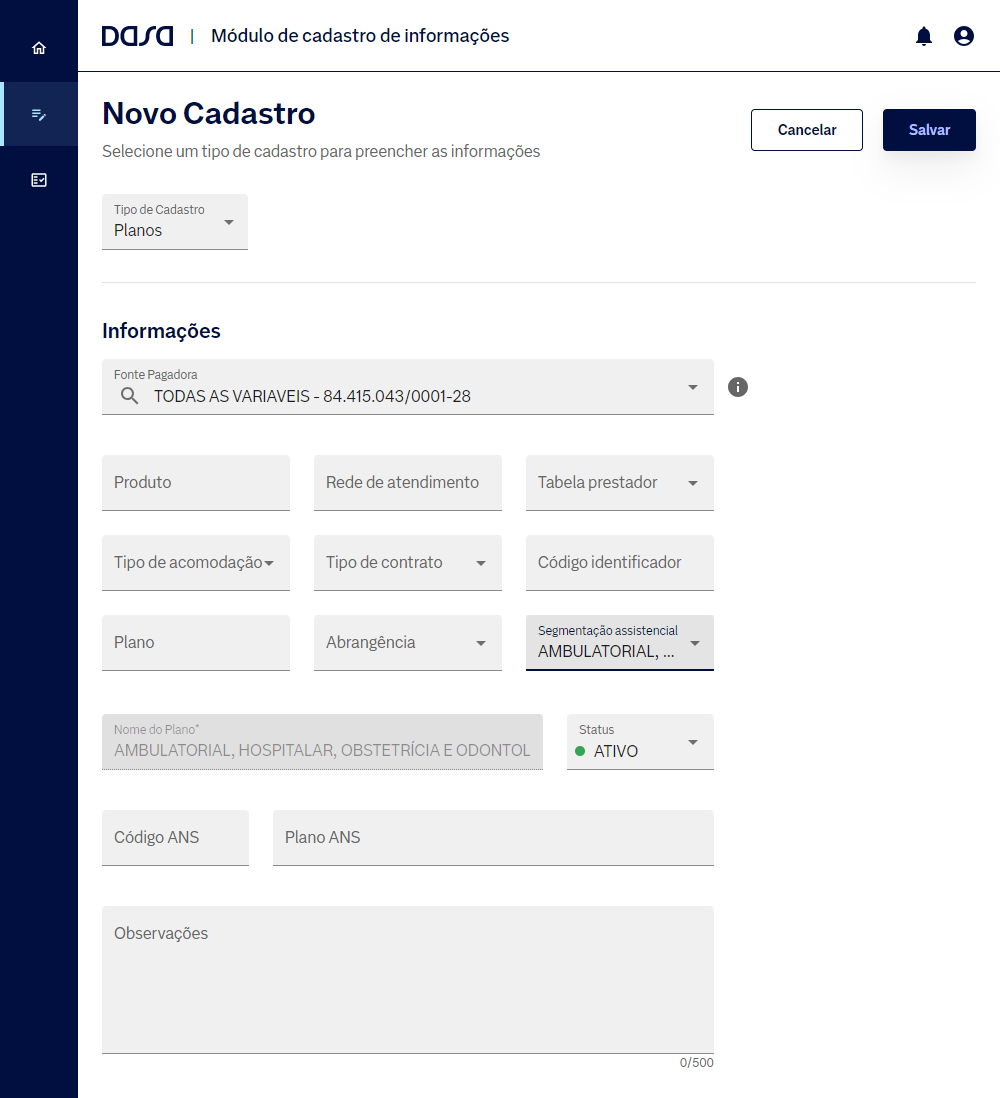 DASA | Módulo de cadastro de informações
Novo Cadastro
Cancelar
Salvar
Selecione um tipo de cadastro para preencher as informações
Tipo de Cadastro
Planos
Informações
Fonte Pagadora
TODAS AS VARIAVEIS - 84.415.043/0001-28
Produto
Rede de atendimento
Tabela prestador
Tipo de acomodação
Tipo de contrato
Código identificador
Plano
Abrangência
Segmentação assistencial
AMBULATORIAL, ...
Nome do Plano*
AMBULATORIAL, HOSPITALAR, OBSTETRÍCIA E ODONTOL
Status
ATIVO
Código ANS
Plano ANS
Observações
0/500